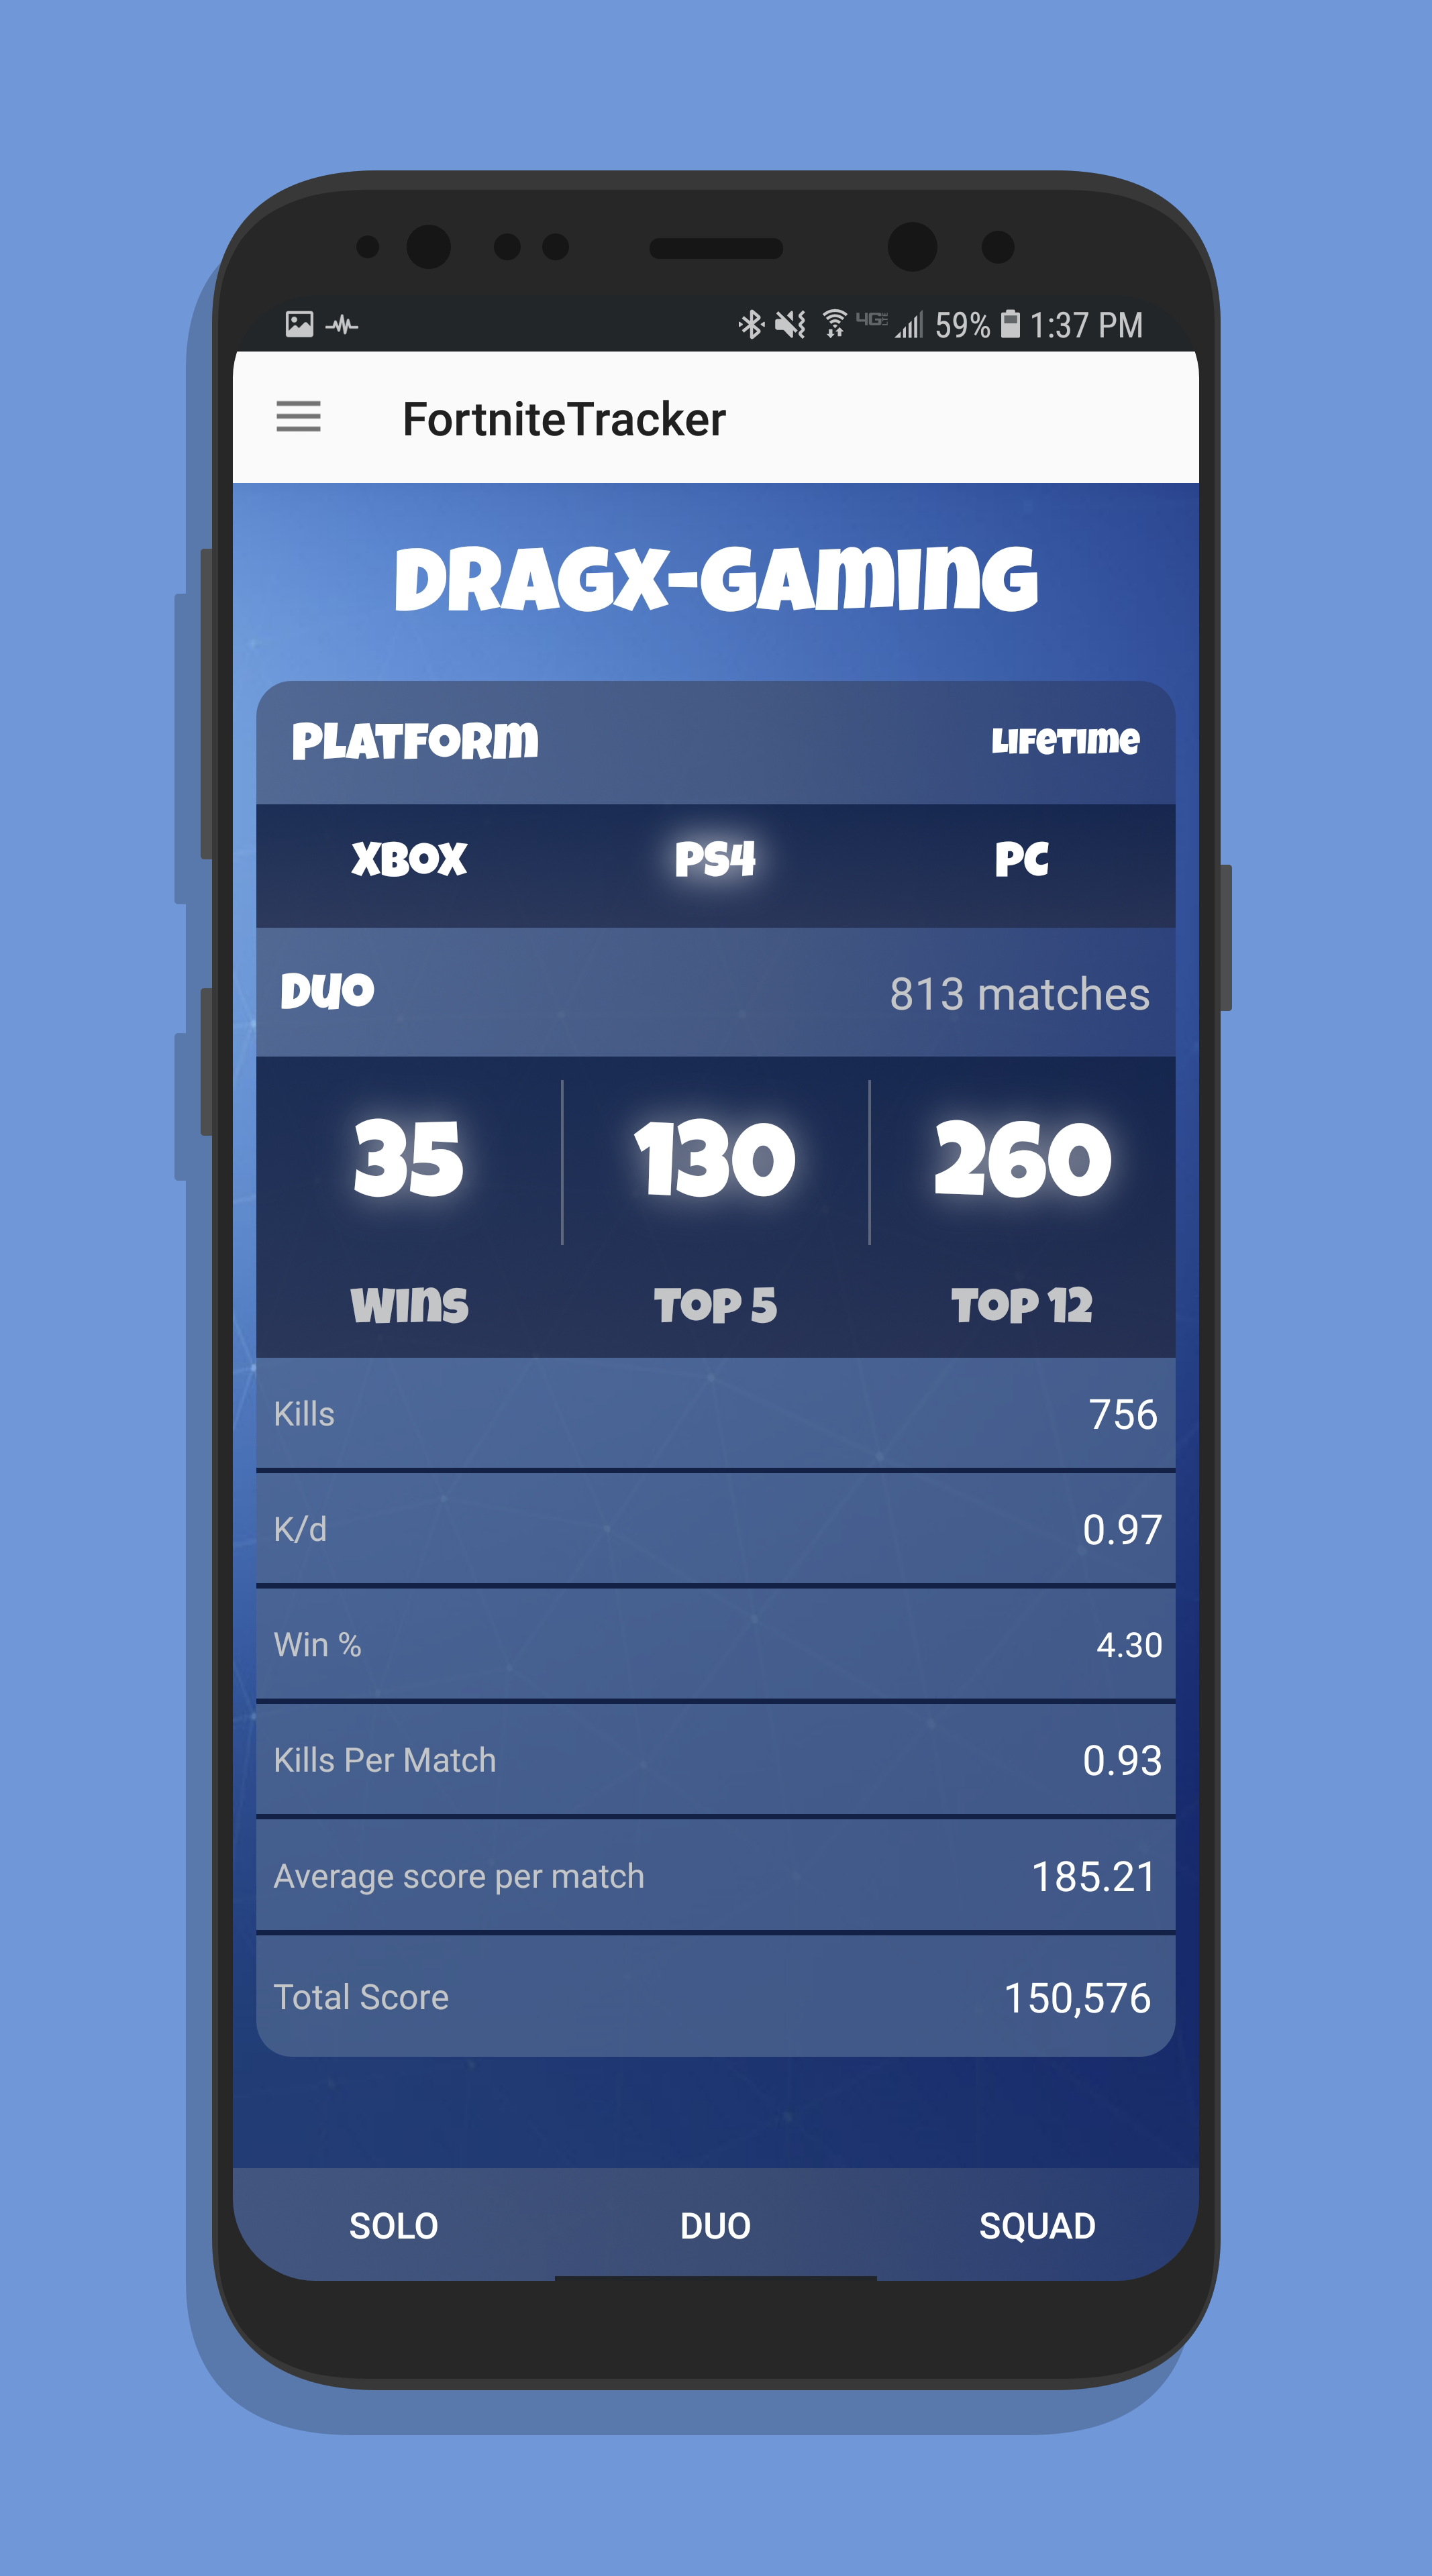 4G 59% 1:37 PM
FortniteTracker
DRAGX-GAMING
PLATFORM LIFETIME
XBOX PS4 PC
DUO 813 matches
35 130 260
WINS TOP 5 TOP 12
Kills 756
K/d 0.97
Win % 4.30
Kills Per Match 0.93
Average score per match 185.21
Total Score 150,576
SOLO DUO SQUAD